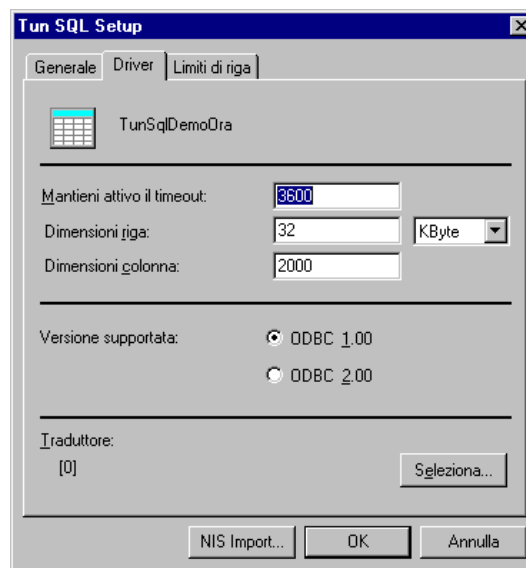 Tun SQL Setup
Generale Driver Limiti di riga
TunSqlDemoOra
Mantieni attivo il timeout: 3600
Dimensioni riga: 32 KByte
Dimensioni colonna: 2000
Versione supportata: ODBC 1.00
ODBC 2.00
Traduttore:
[0]
Seleziona...
NIS Import... OK Annulla